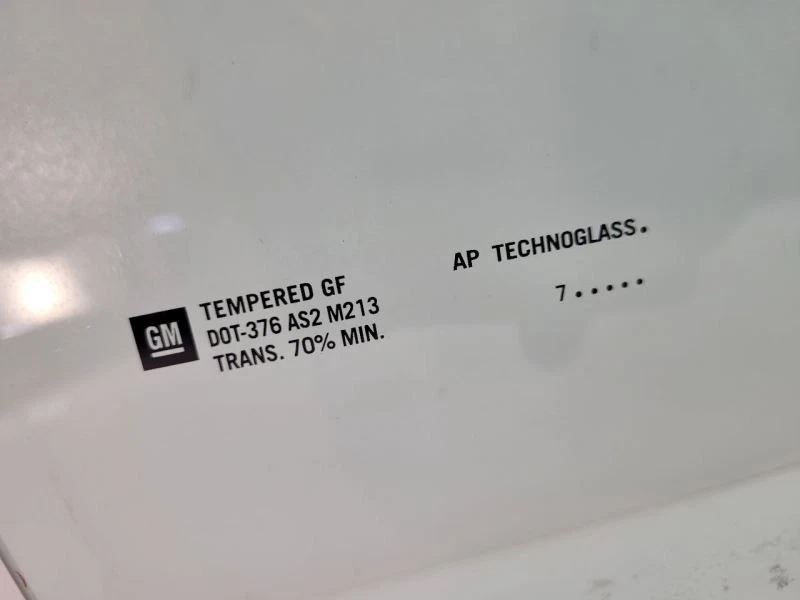 GM
TEMPERED GF
DOT-376 AS2 M213
TRANS. 70% MIN.
AP TECHNOGLASS.
7.....